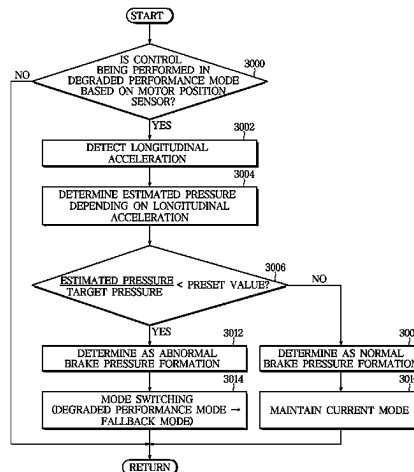 START
IS CONTROL
BEING PERFORMED IN
DEGRADED PERFORMANCE MODE
BASED ON MOTOR POSITION
SENSOR?
3000
NO
YES
3002
DETECT LONGITUDINAL
ACCELERATION
3004
DETERMINE ESTIMATED PRESSURE
DEPENDING ON LONGITUDINAL
ACCELERATION
3006
ESTIMATED PRESSURE
TARGET PRESSURE
< PRESET VALUE?
NO
YES
3012
DETERMINE AS ABNORMAL
BRAKE PRESSURE FORMATION
300
DETERMINE AS NORMAL
BRAKE PRESSURE FORMATION
3014
MODE SWITCHING
(DEGRADED PERFORMANCE MODE →
FALLBACK MODE)
301
MAINTAIN CURRENT MODE
RETURN